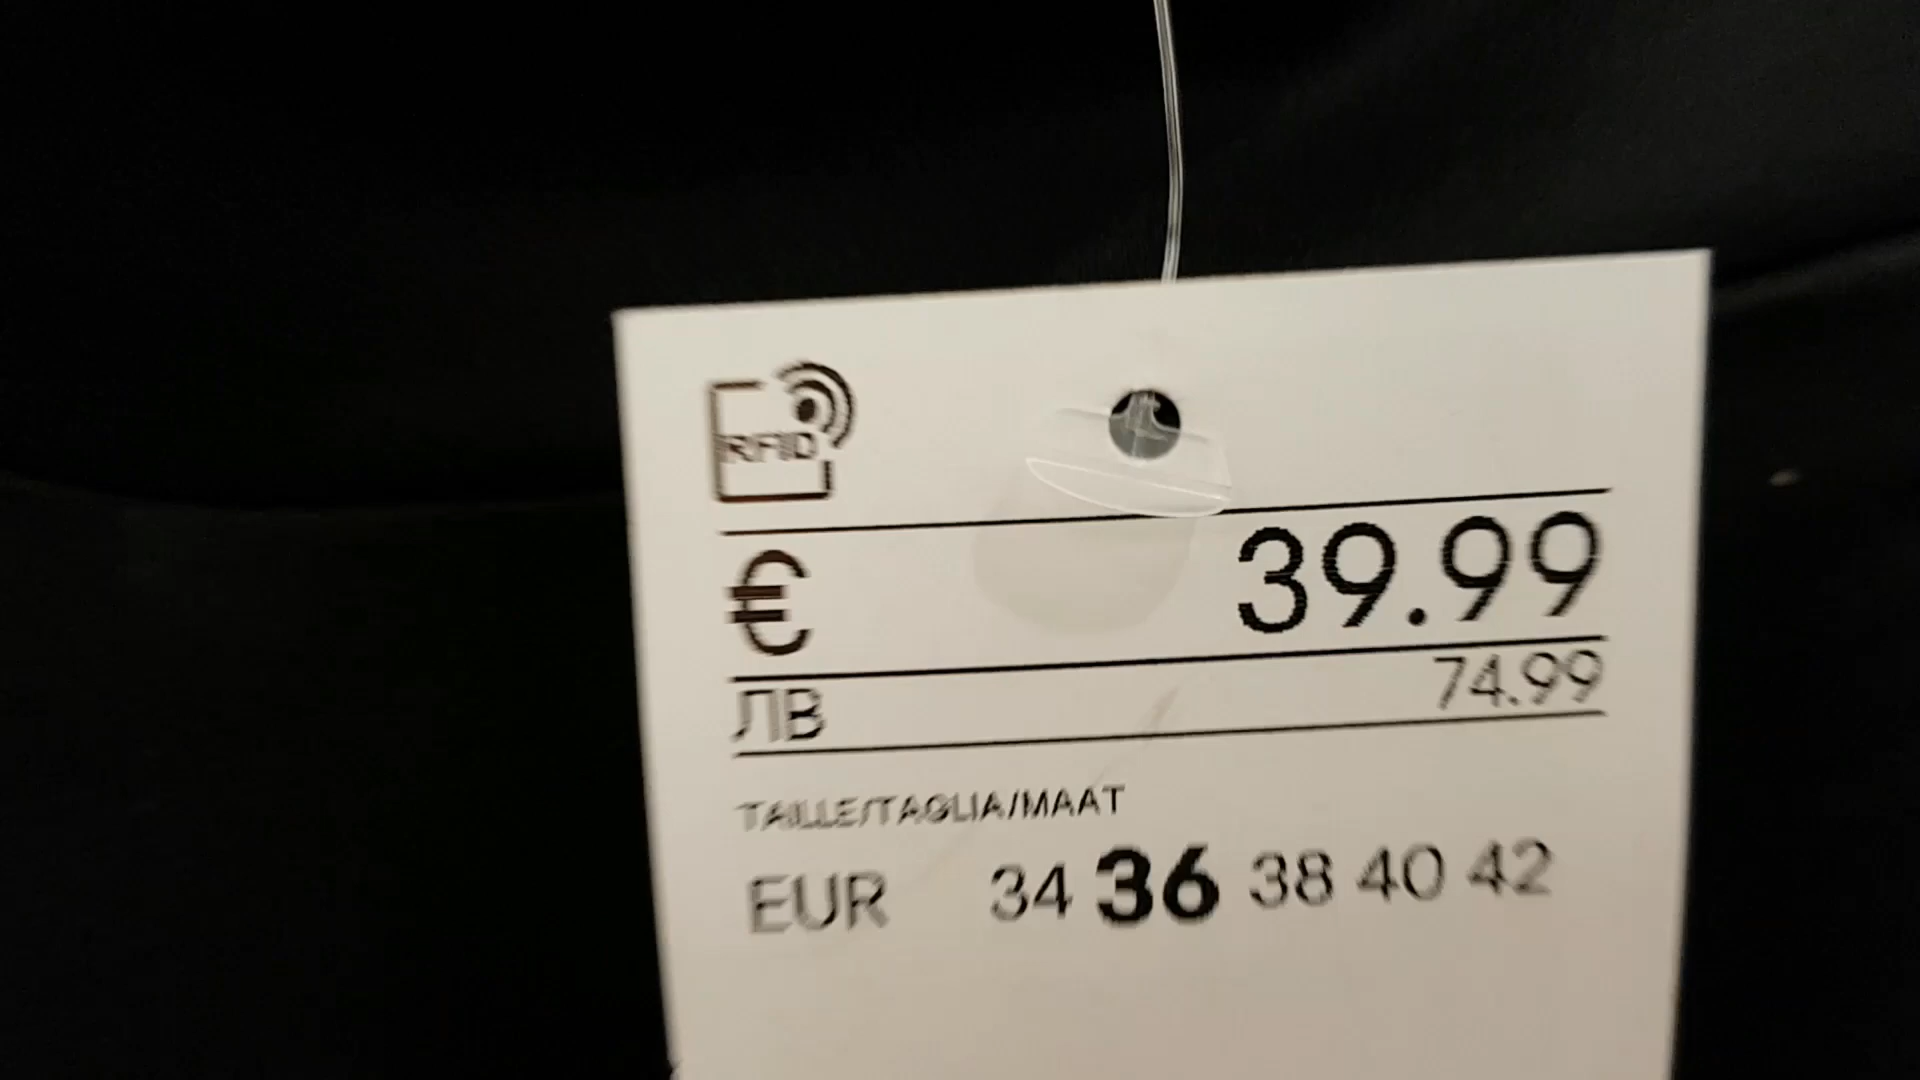 RFID
€ 39.99
ЛВ 74.99
TAILLE/TAGLIA/MAAT
EUR 34 36 38 40 42